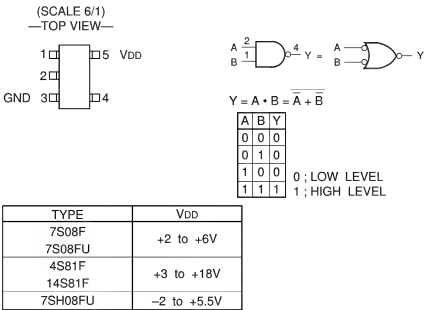 (SCALE 6/1)
—TOP VIEW—
1 5 VDD
2
GND 3 4
A 2 4 Y = A Y
B 1 B
Y = A • B = A + B
A B Y
0 0 0
0 1 0
1 0 0
1 1 1
0 ; LOW LEVEL
1 ; HIGH LEVEL
TYPE VDD
7S08F
7S08FU
+2 to +6V
4S81F
14S81F
+3 to +18V
7SH08FU –2 to +5.5V